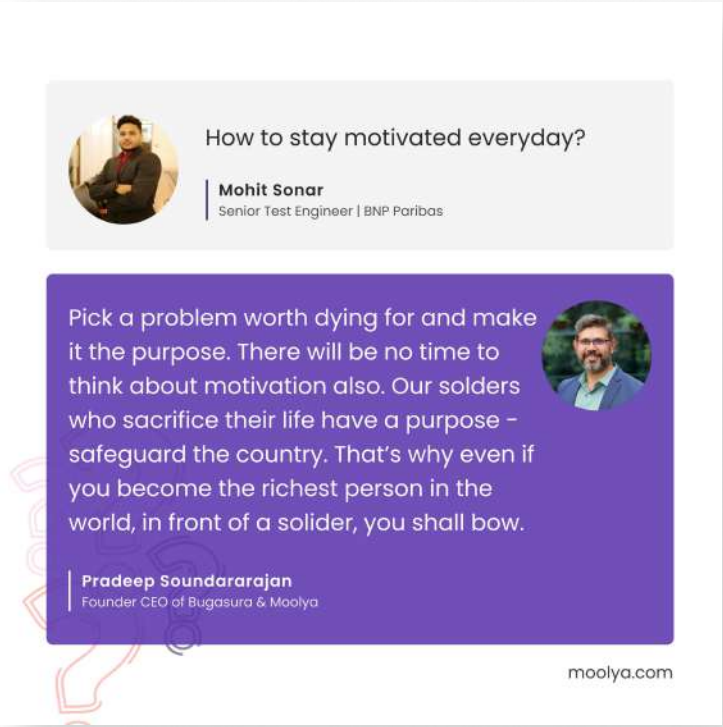 How to stay motivated everyday?
Mohit Sonar
Senior Test Engineer | BNP Paribas
Pick a problem worth dying for and make
it the purpose. There will be no time to
think about motivation also. Our solders
who sacrifice their life have a purpose -
safeguard the country. That's why even if
you become the richest person in the
world, in front of a solider, you shall bow.
Pradeep Soundararajan
Founder CEO of Bugasura & Moolya
moolya.com